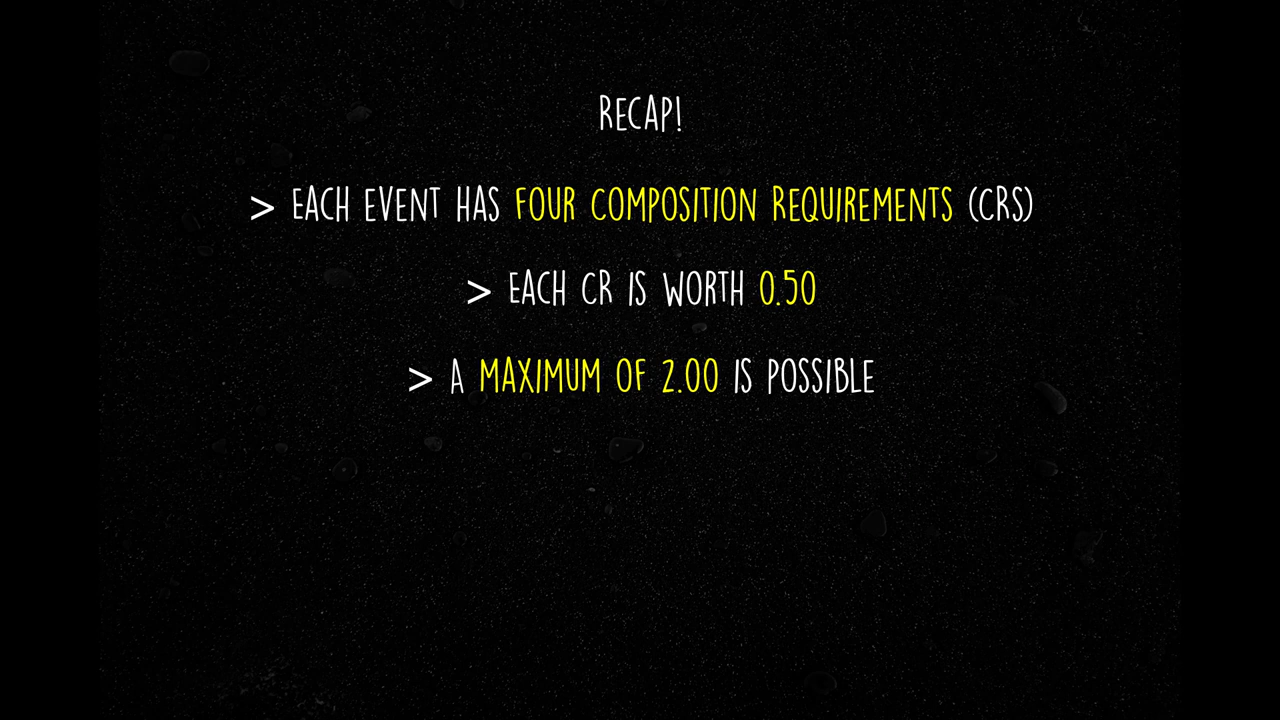 RECAP!
> EACH EVENT HAS FOUR COMPOSITION REQUIREMENTS (CRS)
> EACH CR IS WORTH 0.50
> A MAXIMUM OF 2.00 IS POSSIBLE